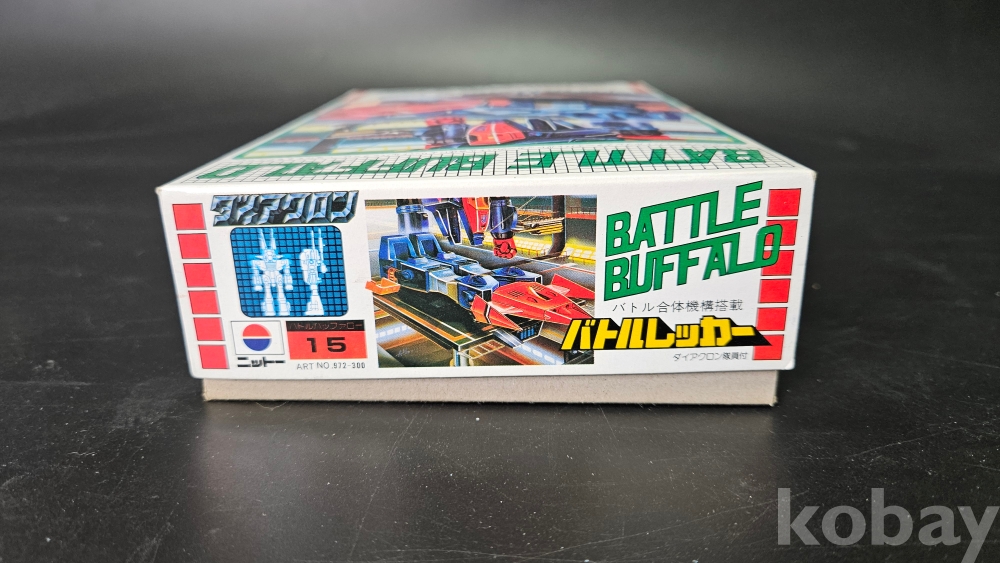 BATTLE BUFFALO
ダイアクロン
バトルバッファロー
15
ニットー
ART NO.972-300
BATTLE
BUFFALO
バトル合体機構搭載
バトルレッカー
ダイアクロン隊員付
kobay